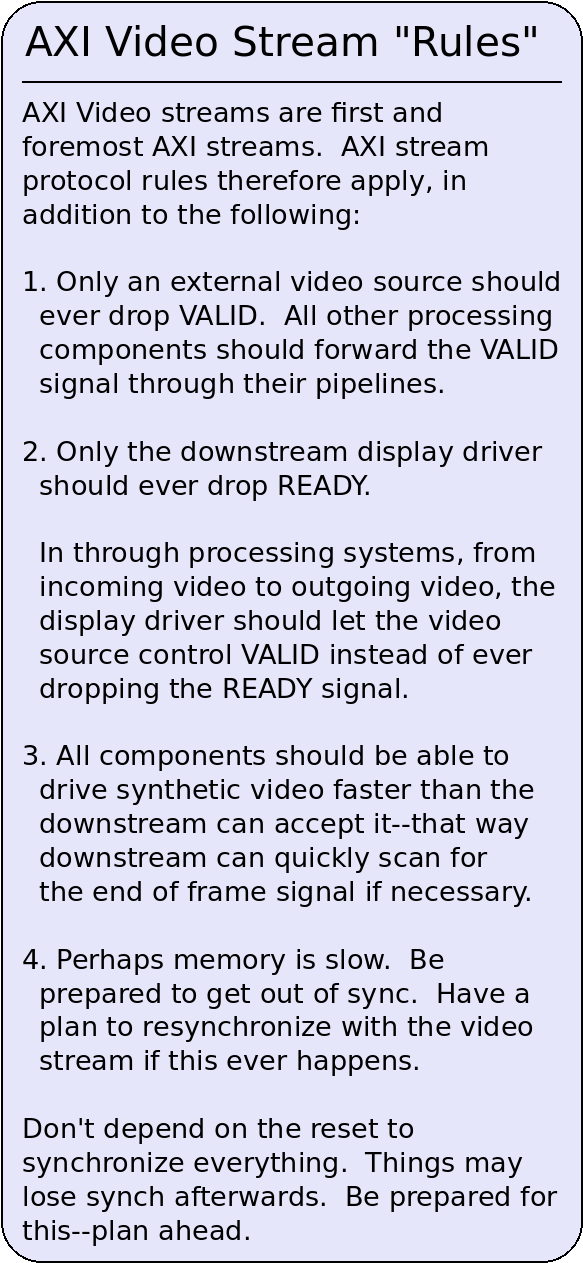 AXI Video Stream "Rules"
AXI Video streams are first and
foremost AXI streams.  AXI stream
protocol rules therefore apply, in
addition to the following:
1. Only an external video source should
ever drop VALID.  All other processing
components should forward the VALID
signal through their pipelines.
2. Only the downstream display driver
should ever drop READY.
In through processing systems, from
incoming video to outgoing video, the
display driver should let the video
source control VALID instead of ever
dropping the READY signal.
3. All components should be able to
drive synthetic video faster than the
downstream can accept it--that way
downstream can quickly scan for
the end of frame signal if necessary.
4. Perhaps memory is slow.  Be
prepared to get out of sync.  Have a
plan to resynchronize with the video
stream if this ever happens.
Don't depend on the reset to
synchronize everything.  Things may
lose synch afterwards.  Be prepared for
this--plan ahead.